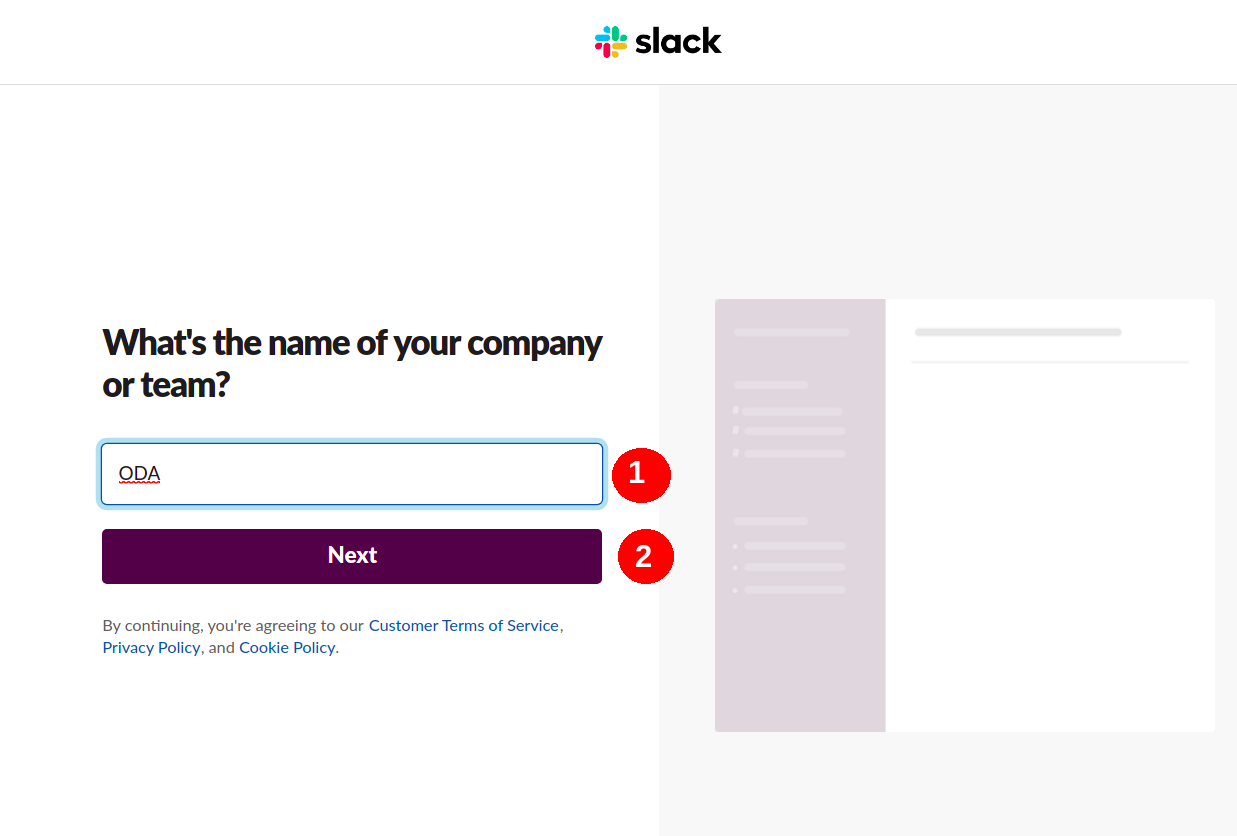 slack
What's the name of your company
or team?
ODA
1
Next
2
By continuing, you're agreeing to our Customer Terms of Service,
Privacy Policy, and Cookie Policy.